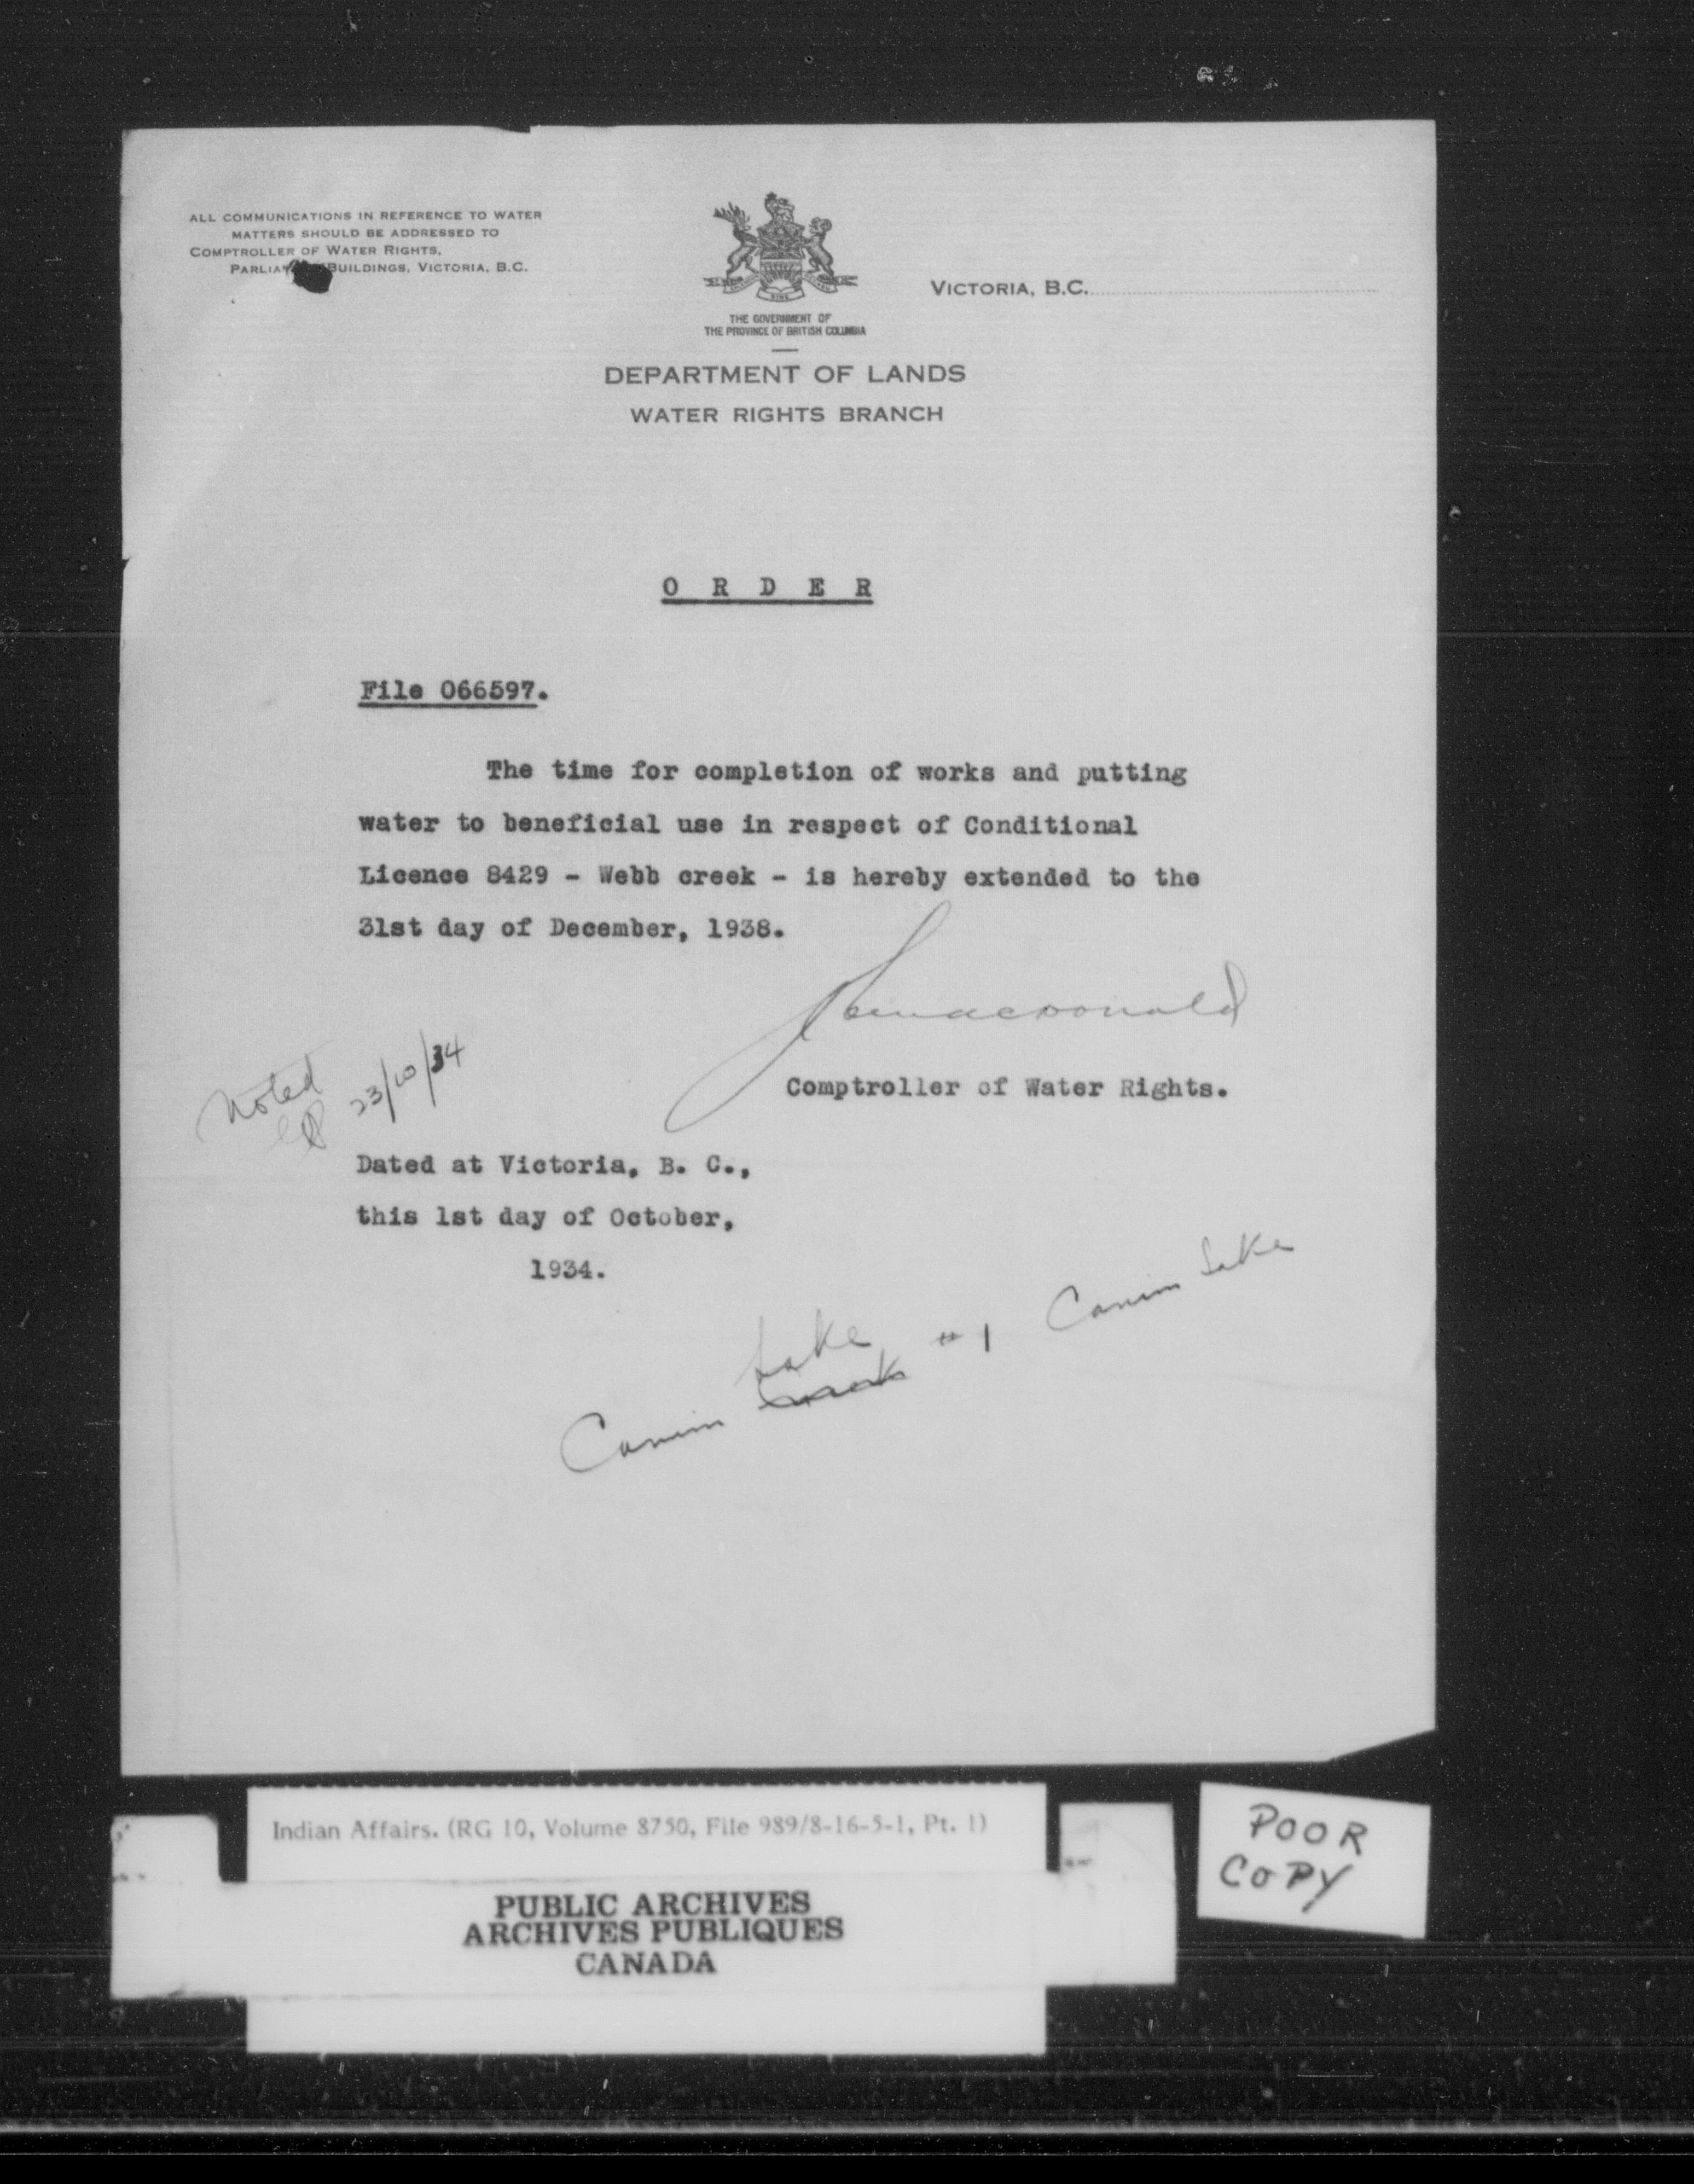 ALL COMMUNICATIONS IN REFERENCE TO WATER
MATTERS SHOULD BE ADDRESSED TO
COMPTROLLER OF WATER RIGHTS,
BUILDINGS, VICTORIA, B.C.
THE GOVERNMENT OF
THE PROVINCE OF BRITISH COLUMBIA
VICTORIA, B.C.
DEPARTMENT OF LANDS
WATER RIGHTS BRANCH
O R D E R
File 066597.
The time for completion of works and putting
water to beneficial use in respect of Conditional
Licence 8429 - Webb creek - is hereby extended to the
31st day of December, 1938.
Comptroller of Water Rights.
Noted
23/10/34
Dated at Victoria, B. C.,
this 1st day of October,
1934.
Lake
Canim #1 Canim Lake
Indian Affairs. (RG 10, Volume 8750, File 989/8-16-5-1, Pt. 1)
PUBLIC ARCHIVES
ARCHIVES PUBLIQUES
CANADA
POOR
COPY